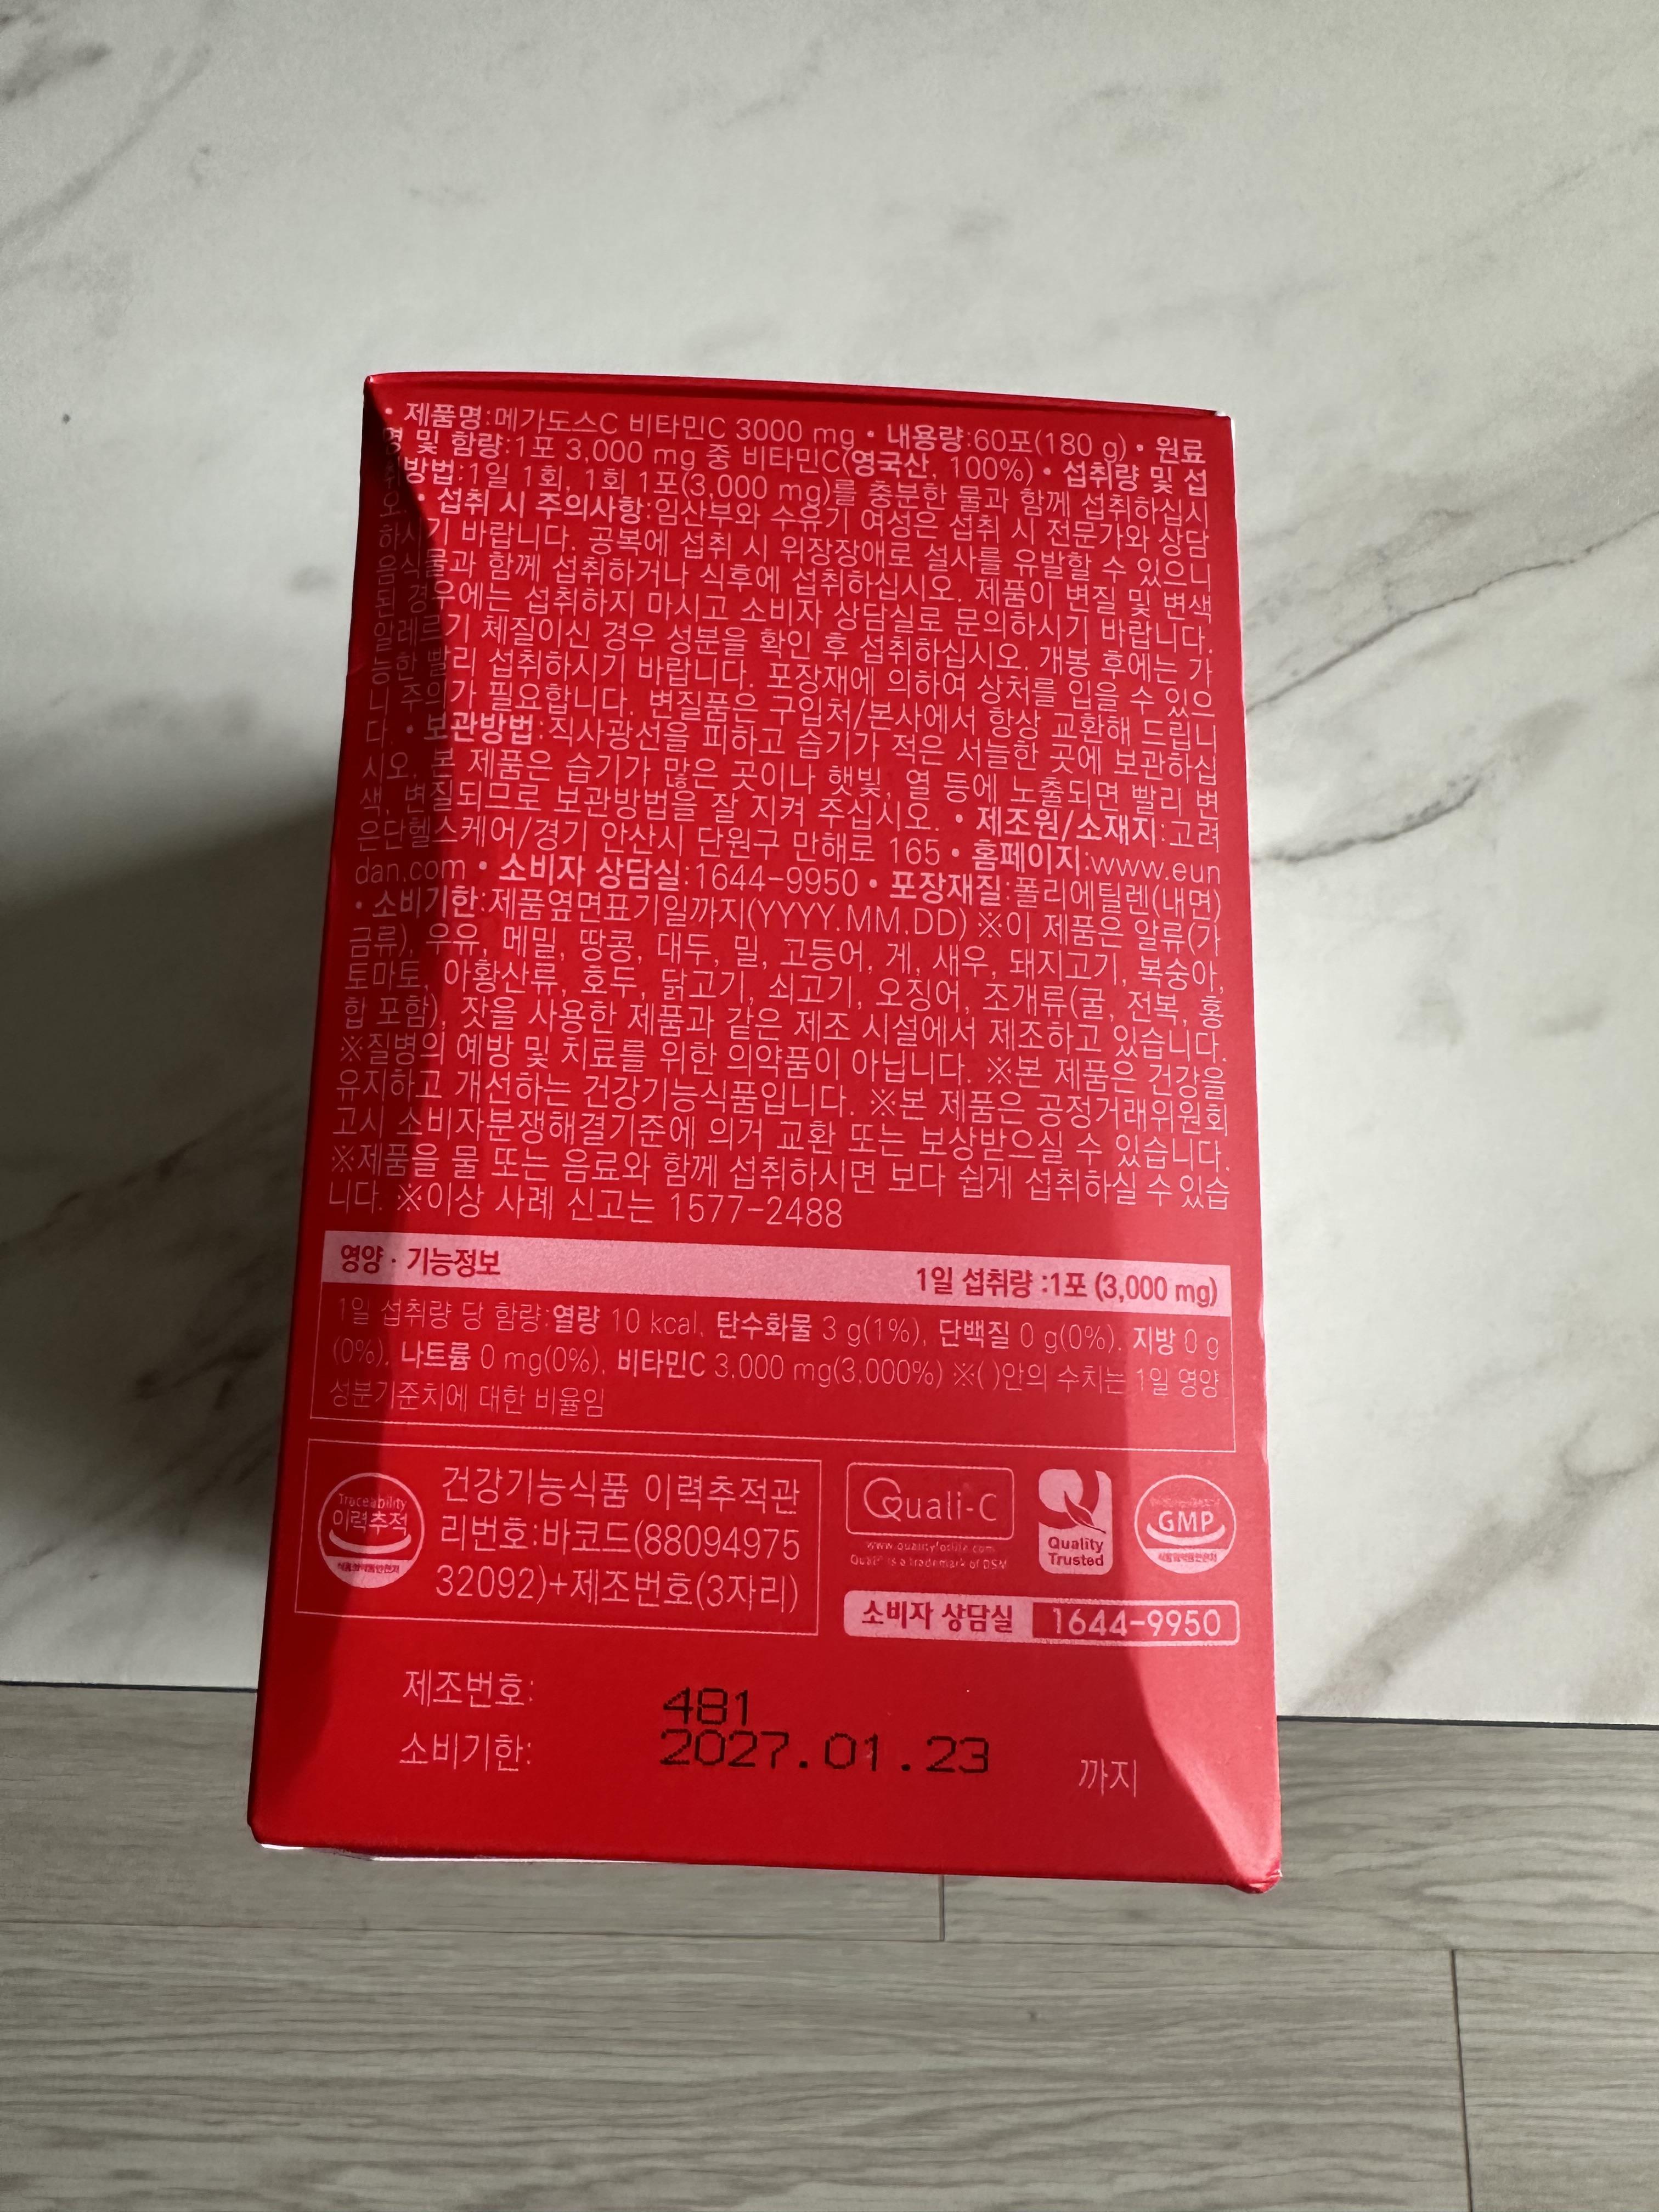 • 제품명:메가도스C 비타민C 3000 mg • 내용량:60포(180 g) • 원료
명 및 함량:1포 3,000 mg 중 비타민C(영국산, 100%) • 섭취량 및 섭
취방법:1일 1회, 1회 1포(3,000 mg)를 충분한 물과 함께 섭취하십시
오. • 섭취 시 주의사항:임산부와 수유기 여성은 섭취 시 전문가와 상담
하시기 바랍니다. 공복에 섭취 시 위장장애로 설사를 유발할 수 있으니
음식물과 함께 섭취하거나 식후에 섭취하십시오. 제품이 변질 및 변색
된 경우에는 섭취하지 마시고 소비자 상담실로 문의하시기 바랍니다.
알레르기 체질이신 경우 성분을 확인 후 섭취하십시오. 개봉 후에는 가
능한 빨리 섭취하시기 바랍니다. 포장재에 의하여 상처를 입을 수 있으
니 주의가 필요합니다. 변질품은 구입처/본사에서 항상 교환해 드립니
다. • 보관방법:직사광선을 피하고 습기가 적은 서늘한 곳에 보관하십
시오. 본 제품은 습기가 많은 곳이나 햇빛, 열 등에 노출되면 빨리 변
색, 변질되므로 보관방법을 잘 지켜 주십시오. • 제조원/소재지:고려
은단헬스케어/경기 안산시 단원구 만해로 165 • 홈페이지:www.eun
dan.com • 소비자 상담실:1644-9950 • 포장재질:폴리에틸렌(내면)
• 소비기한:제품옆면표기일까지(YYYY.MM.DD) ※이 제품은 알류(가
금류), 우유, 메밀, 땅콩, 대두, 밀, 고등어, 게, 새우, 돼지고기, 복숭아,
토마토, 아황산류, 호두, 닭고기, 쇠고기, 오징어, 조개류(굴, 전복, 홍
합 포함), 잣을 사용한 제품과 같은 제조 시설에서 제조하고 있습니다.
※질병의 예방 및 치료를 위한 의약품이 아닙니다. ※본 제품은 건강을
유지하고 개선하는 건강기능식품입니다. ※본 제품은 공정거래위원회
고시 소비자분쟁해결기준에 의거 교환 또는 보상받으실 수 있습니다.
※제품을 물 또는 음료와 함께 섭취하시면 보다 쉽게 섭취하실 수 있습
니다. ※이상 사례 신고는 1577-2488
영양 · 기능정보 1일 섭취량 :1포 (3,000 mg)
1일 섭취량 당 함량:열량 10 kcal, 탄수화물 3 g(1%), 단백질 0 g(0%), 지방 0 g
(0%), 나트륨 0 mg(0%), 비타민C 3,000 mg(3,000%) ※( )안의 수치는 1일 영양
성분기준치에 대한 비율임
Traceability
이력추적
식품의약품안전처
건강기능식품 이력추적관
리번호:바코드(88094975
32092)+제조번호(3자리)
Quali-C
www.qualityforlife.com
Quali® is a trademark of DSM
Quality
Trusted
GMP
식품의약품안전처
소비자 상담실 1644-9950
제조번호: 481
소비기한: 2027.01.23 까지